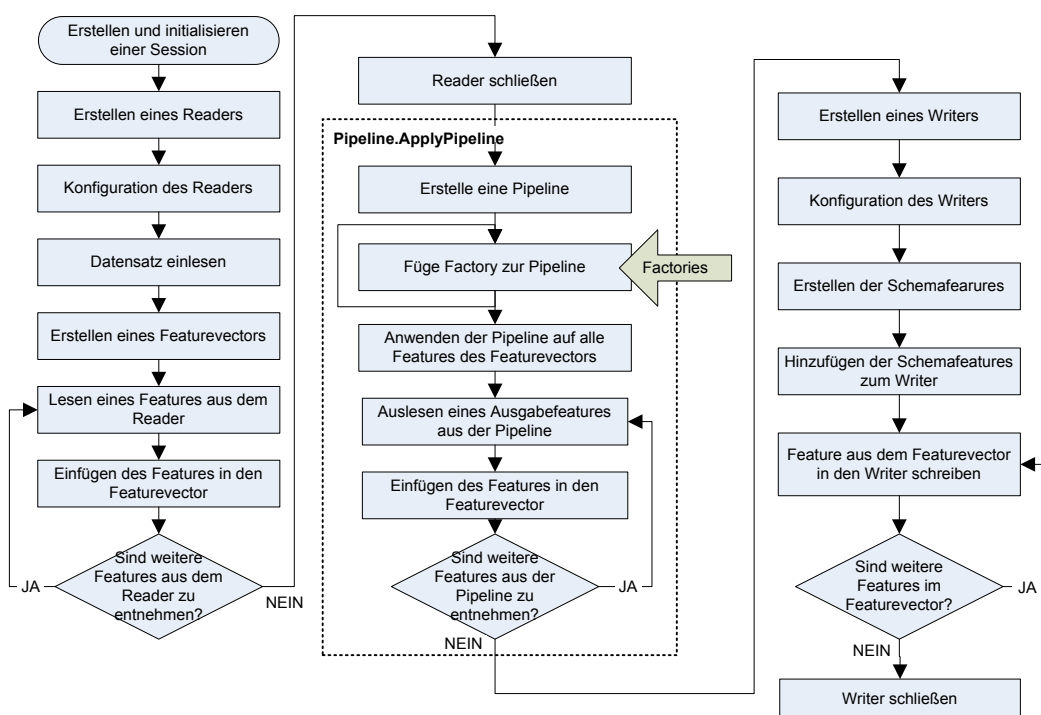 Erstellen und initialisieren
einer Session
Erstellen eines Readers
Konfiguration des Readers
Datensatz einlesen
Erstellen eines Featurevectors
Lesen eines Features aus dem
Reader
Einfügen des Features in den
Featurevector
Sind weitere
Features aus dem
Reader zu
entnehmen?
JA
NEIN
Reader schließen
Pipeline.ApplyPipeline
Erstelle eine Pipeline
Füge Factory zur Pipeline
Factories
Anwenden der Pipeline auf alle
Features des Featurevectors
Auslesen eines Ausgabefeatures
aus der Pipeline
Einfügen des Features in den
Featurevector
Sind weitere
Features aus der
Pipeline zu
entnehmen?
JA
NEIN
Erstellen eines Writers
Konfiguration des Writers
Erstellen der Schemafearures
Hinzufügen der Schemafeatures
zum Writer
Feature aus dem Featurevector
in den Writer schreiben
Sind weitere
Features im
Featurevector?
JA
NEIN
Writer schließen